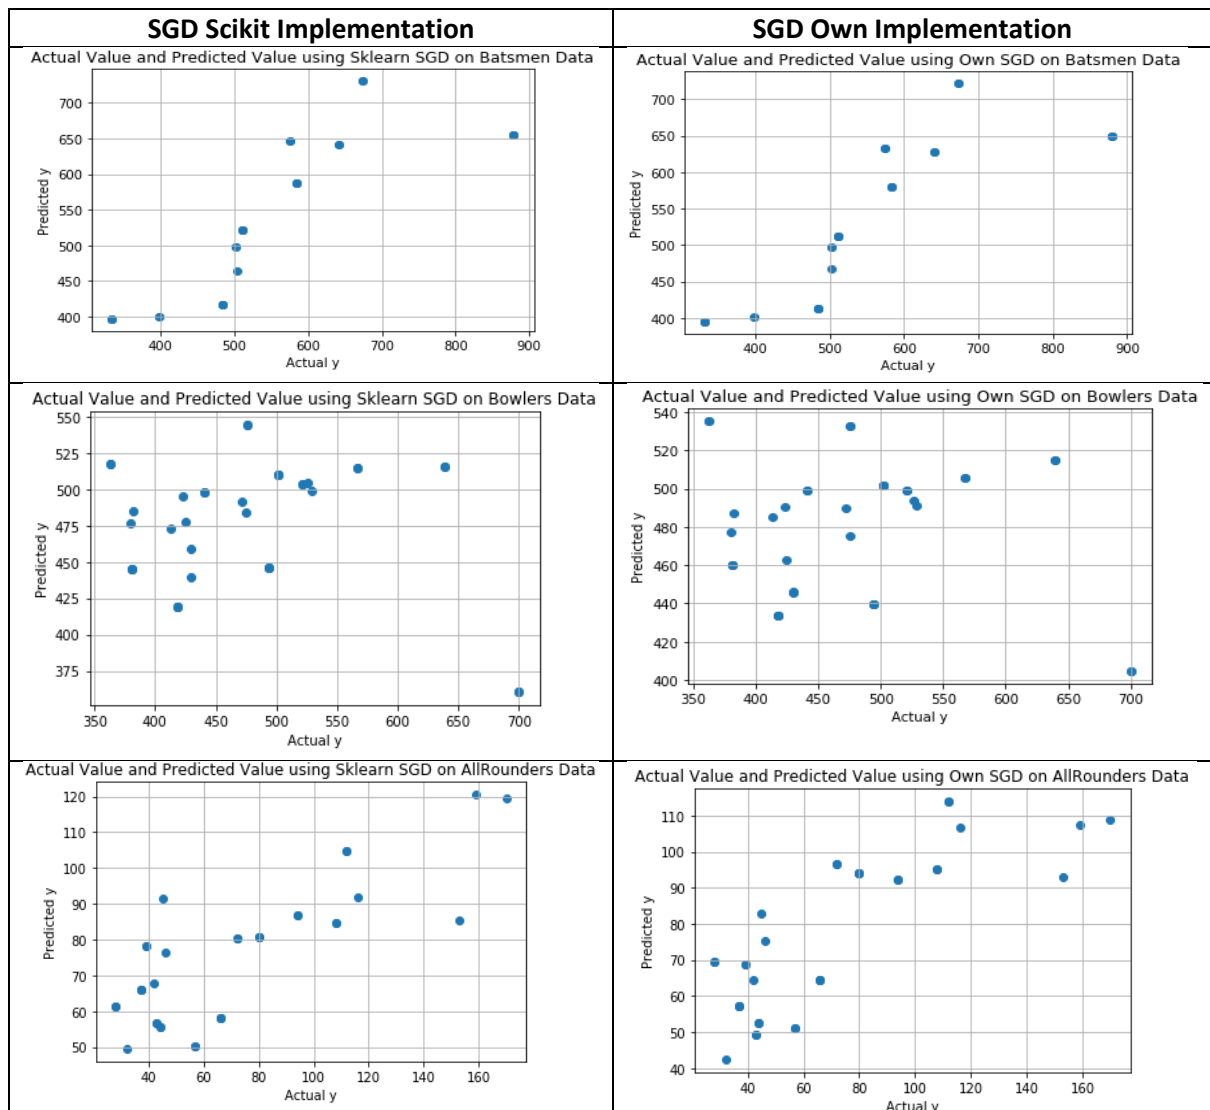 SGD Scikit Implementation
SGD Own Implementation
Actual Value and Predicted Value using Sklearn SGD on Batsmen Data
700
650
600
550
500
450
400
Predicted y
400 500 600 700 800 900
Actual y
Actual Value and Predicted Value using Own SGD on Batsmen Data
700
650
600
550
500
450
400
Predicted y
400 500 600 700 800 900
Actual y
Actual Value and Predicted Value using Sklearn SGD on Bowlers Data
550
525
500
475
450
425
400
375
Predicted y
350 400 450 500 550 600 650 700
Actual y
Actual Value and Predicted Value using Own SGD on Bowlers Data
540
520
500
480
460
440
420
400
Predicted y
350 400 450 500 550 600 650 700
Actual y
Actual Value and Predicted Value using Sklearn SGD on AllRounders Data
120
110
100
90
80
70
60
50
Predicted y
40 60 80 100 120 140 160
Actual y
Actual Value and Predicted Value using Own SGD on AllRounders Data
110
100
90
80
70
60
50
40
Predicted y
40 60 80 100 120 140 160
Actual y